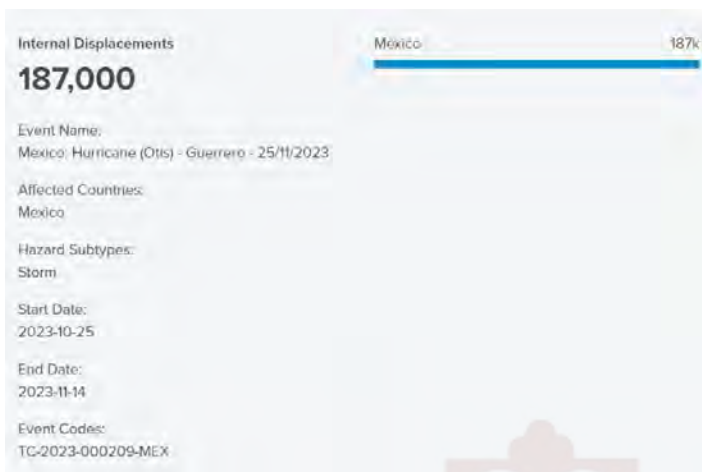 Internal Displacements
187,000
Event Name:
Mexico: Hurricane (Otis) - Guerrero - 25/11/2023
Affected Countries:
Mexico
Hazard Subtypes:
Storm
Start Date:
2023-10-25
End Date:
2023-11-14
Event Codes:
TC-2023-000209-MEX
Mexico 187k